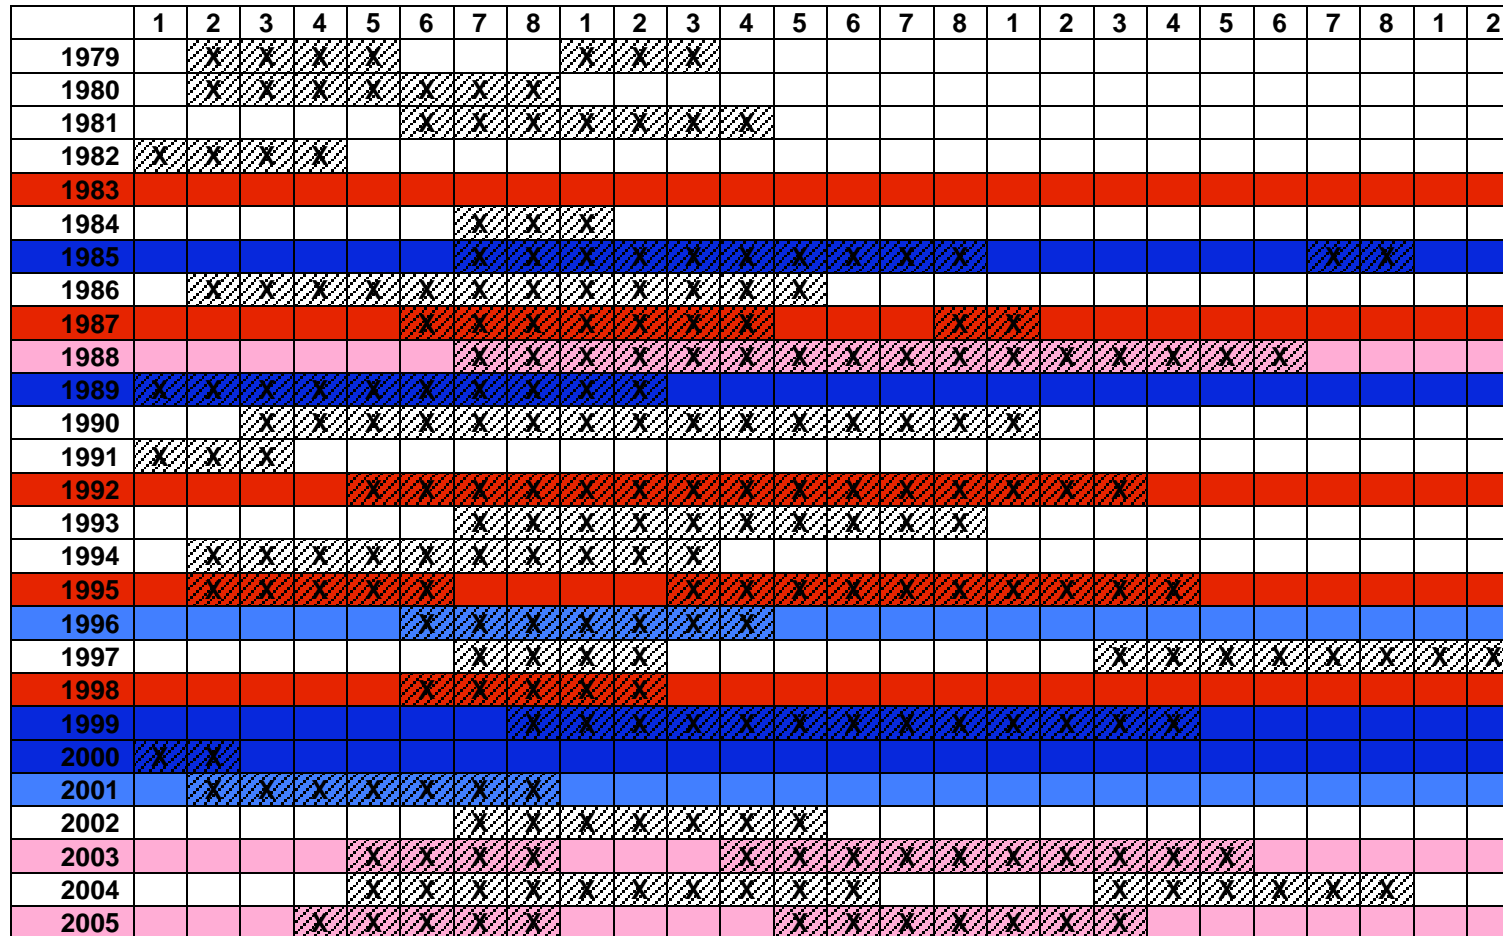 1 2 3 4 5 6 7 8 1 2 3 4 5 6 7 8 1 2 3 4 5 6 7 8 1 2
1979 X X X X X X X
1980 X X X X X X X
1981 X X X X X X X
1982 X X X X
1983
1984 X X X
1985 X X X X X X X X X X X X
1986 X X X X X X X X X X X X
1987 X X X X X X X X X
1988 X X X X X X X X X X X X X X X X
1989 X X X X X X X X X X
1990 X X X X X X X X X X X X X X X
1991 X X X
1992 X X X X X X X X X X X X X X X
1993 X X X X X X X X X X
1994 X X X X X X X X X X
1995 X X X X X X X X X X X X X X X
1996 X X X X X X X
1997 X X X X X X X X X X X X
1998 X X X X X
1999 X X X X X X X X X X X X X
2000 X X
2001 X X X X X X X
2002 X X X X X X X
2003 X X X X X X X X X X X X X X
2004 X X X X X X X X X X X X X X X X
2005 X X X X X X X X X X X X